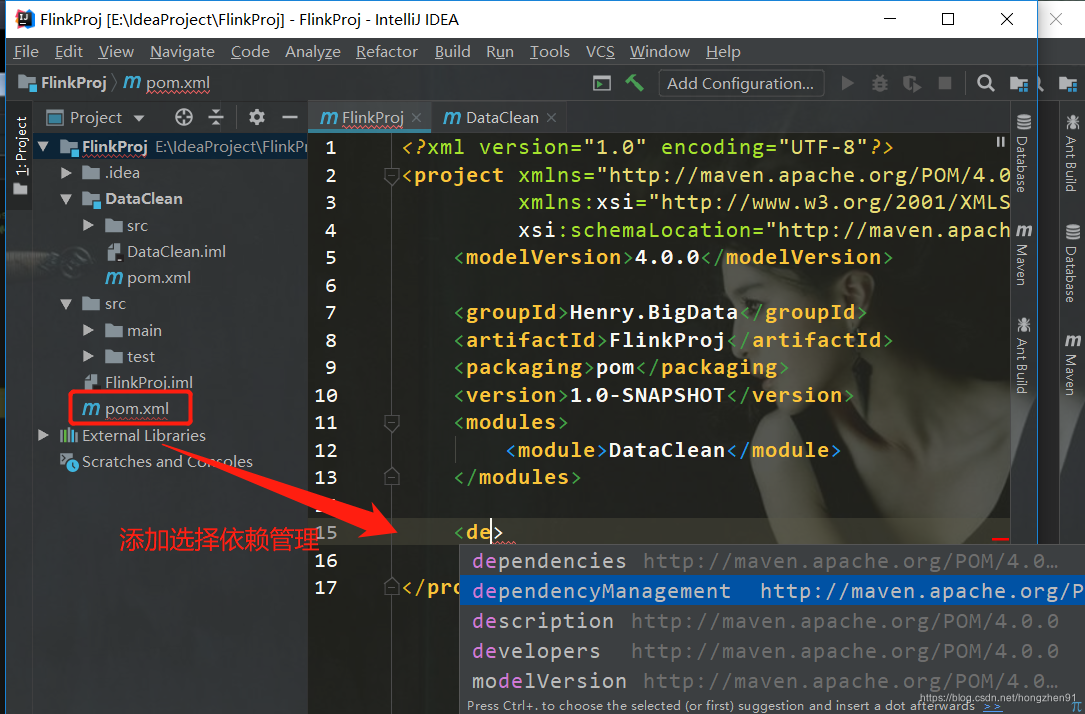 FlinkProj [E:\IdeaProject\FlinkProj] - FlinkProj - IntelliJ IDEA
File Edit View Navigate Code Analyze Refactor Build Run Tools VCS Window Help
FlinkProj m pom.xml Add Configuration...
Project
m FlinkProj
m DataClean
1: Project
FlinkProj E:\IdeaProject\FlinkPr
.idea
DataClean
src
DataClean.iml
m pom.xml
src
main
test
FlinkProj.iml
m pom.xml
External Libraries
Scratches and Consoles
添加选择依赖管理
1 <?xml version="1.0" encoding="UTF-8"?>
2 <project xmlns="http://maven.apache.org/POM/4.0
3 xmlns:xsi="http://www.w3.org/2001/XMLS
4 xsi:schemaLocation="http://maven.apach
5 <modelVersion>4.0.0</modelVersion>
6
7 <groupId>Henry.BigData</groupId>
8 <artifactId>FlinkProj</artifactId>
9 <packaging>pom</packaging>
10 <version>1.0-SNAPSHOT</version>
11 <modules>
12 <module>DataClean</module>
13 </modules>
15 <de>
16
17 </pro
dependencies http://maven.apache.org/POM/4.0…
dependencyManagement http://maven.apache.org/P
description http://maven.apache.org/POM/4.0.0
developers http://maven.apache.org/POM/4.0.0
modelVersion http://maven.apache.org/POM/4.0…
Press Ctrl+. to choose the selected (or first) suggestion and insert a dot afterwards >>
π
Database
m Maven
Ant Build
Ant Build
Database
m Maven
https://blog.csdn.net/hongzhen91